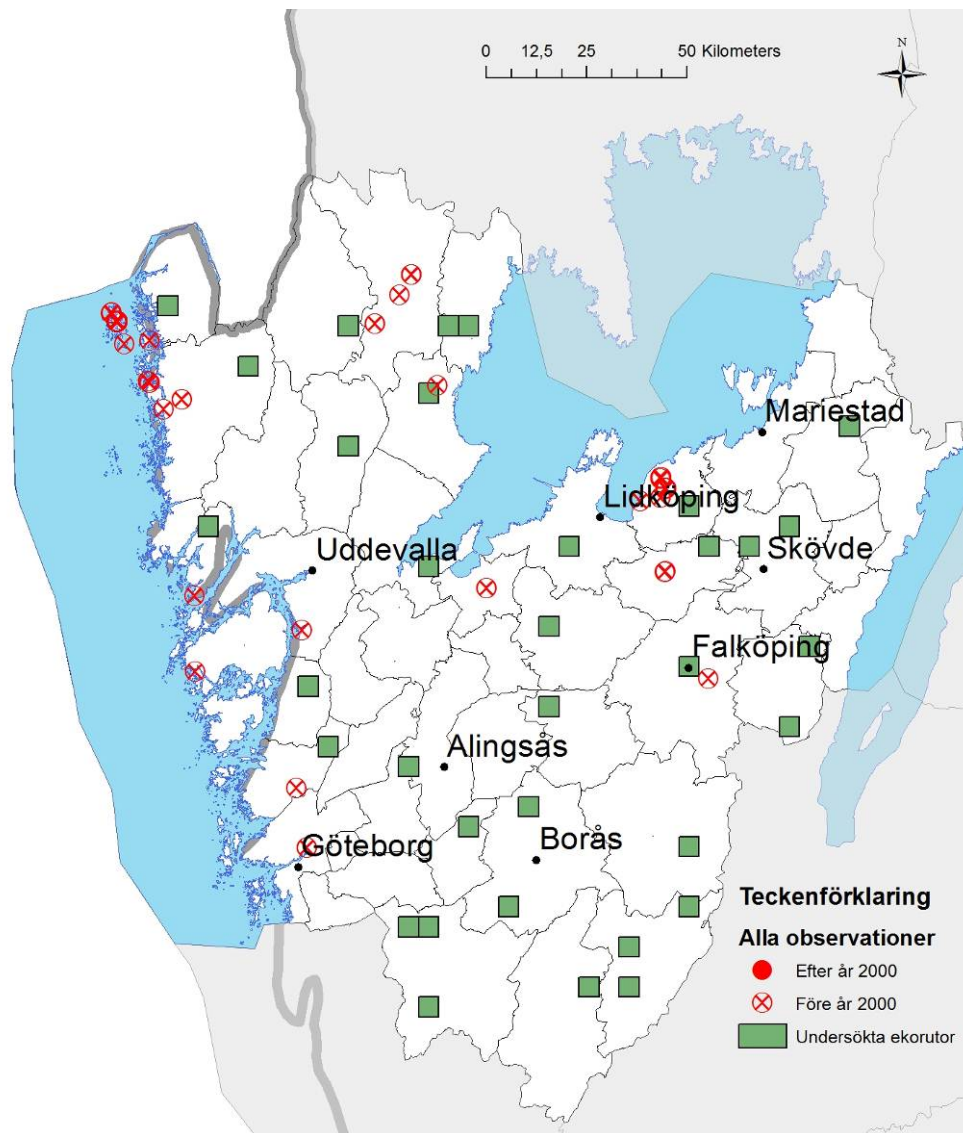 0 12,5 25 50 Kilometers
N
Mariestad
Lidköping
Uddevalla
Skövde
Falköping
Alingsås
Borås
Göteborg
Teckenförklaring
Alla observationer
Efter år 2000
Före år 2000
Undersökta ekorutor